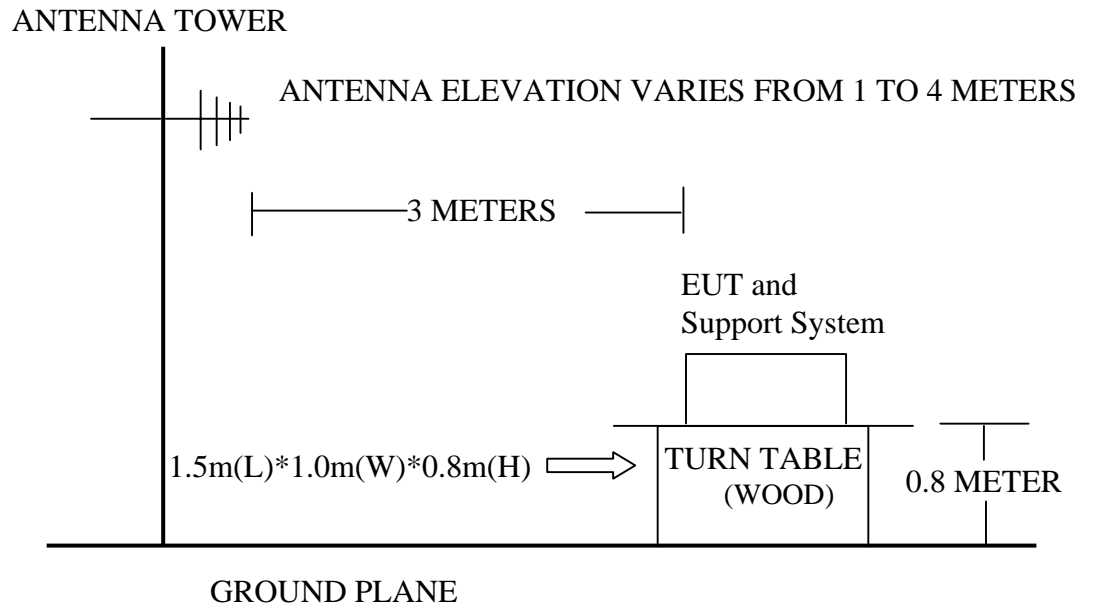 ANTENNA TOWER
ANTENNA ELEVATION VARIES FROM 1 TO 4 METERS
3 METERS
EUT and
Support System
1.5m(L)*1.0m(W)*0.8m(H)
TURN TABLE
(WOOD)
0.8 METER
GROUND PLANE